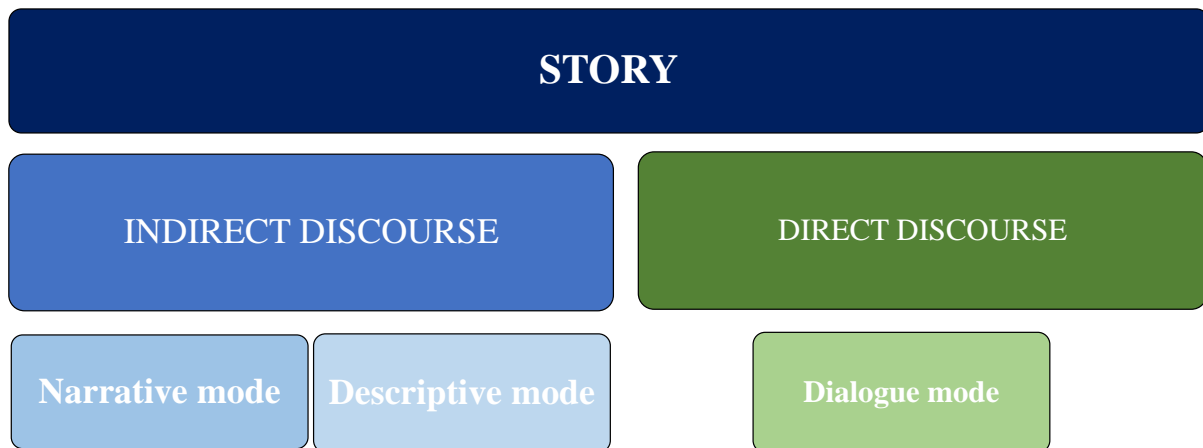 STORY
INDIRECT DISCOURSE
DIRECT DISCOURSE
Narrative mode
Descriptive mode
Dialogue mode